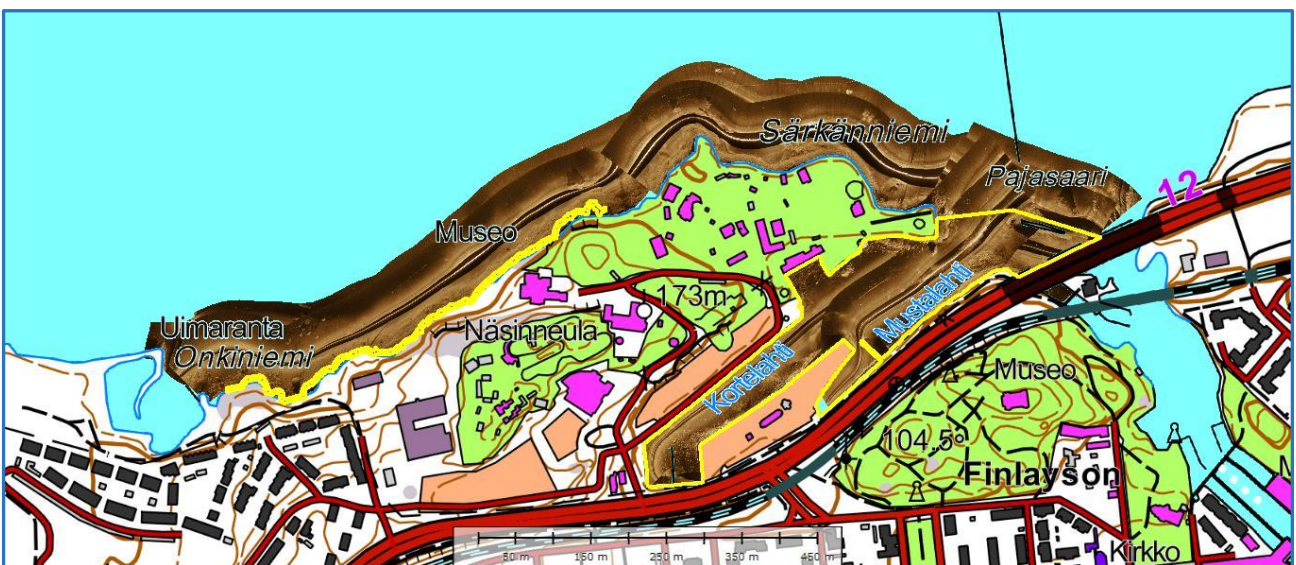 Särkänniemi
Pajasaari
12
Museo
173m
Mustalahti
Uimaranta
Onkiniemi
Näsinneula
Kortelahti
Museo
104.5
Finlayson
Kirkko
50 m
150 m
250 m
350 m
450 m